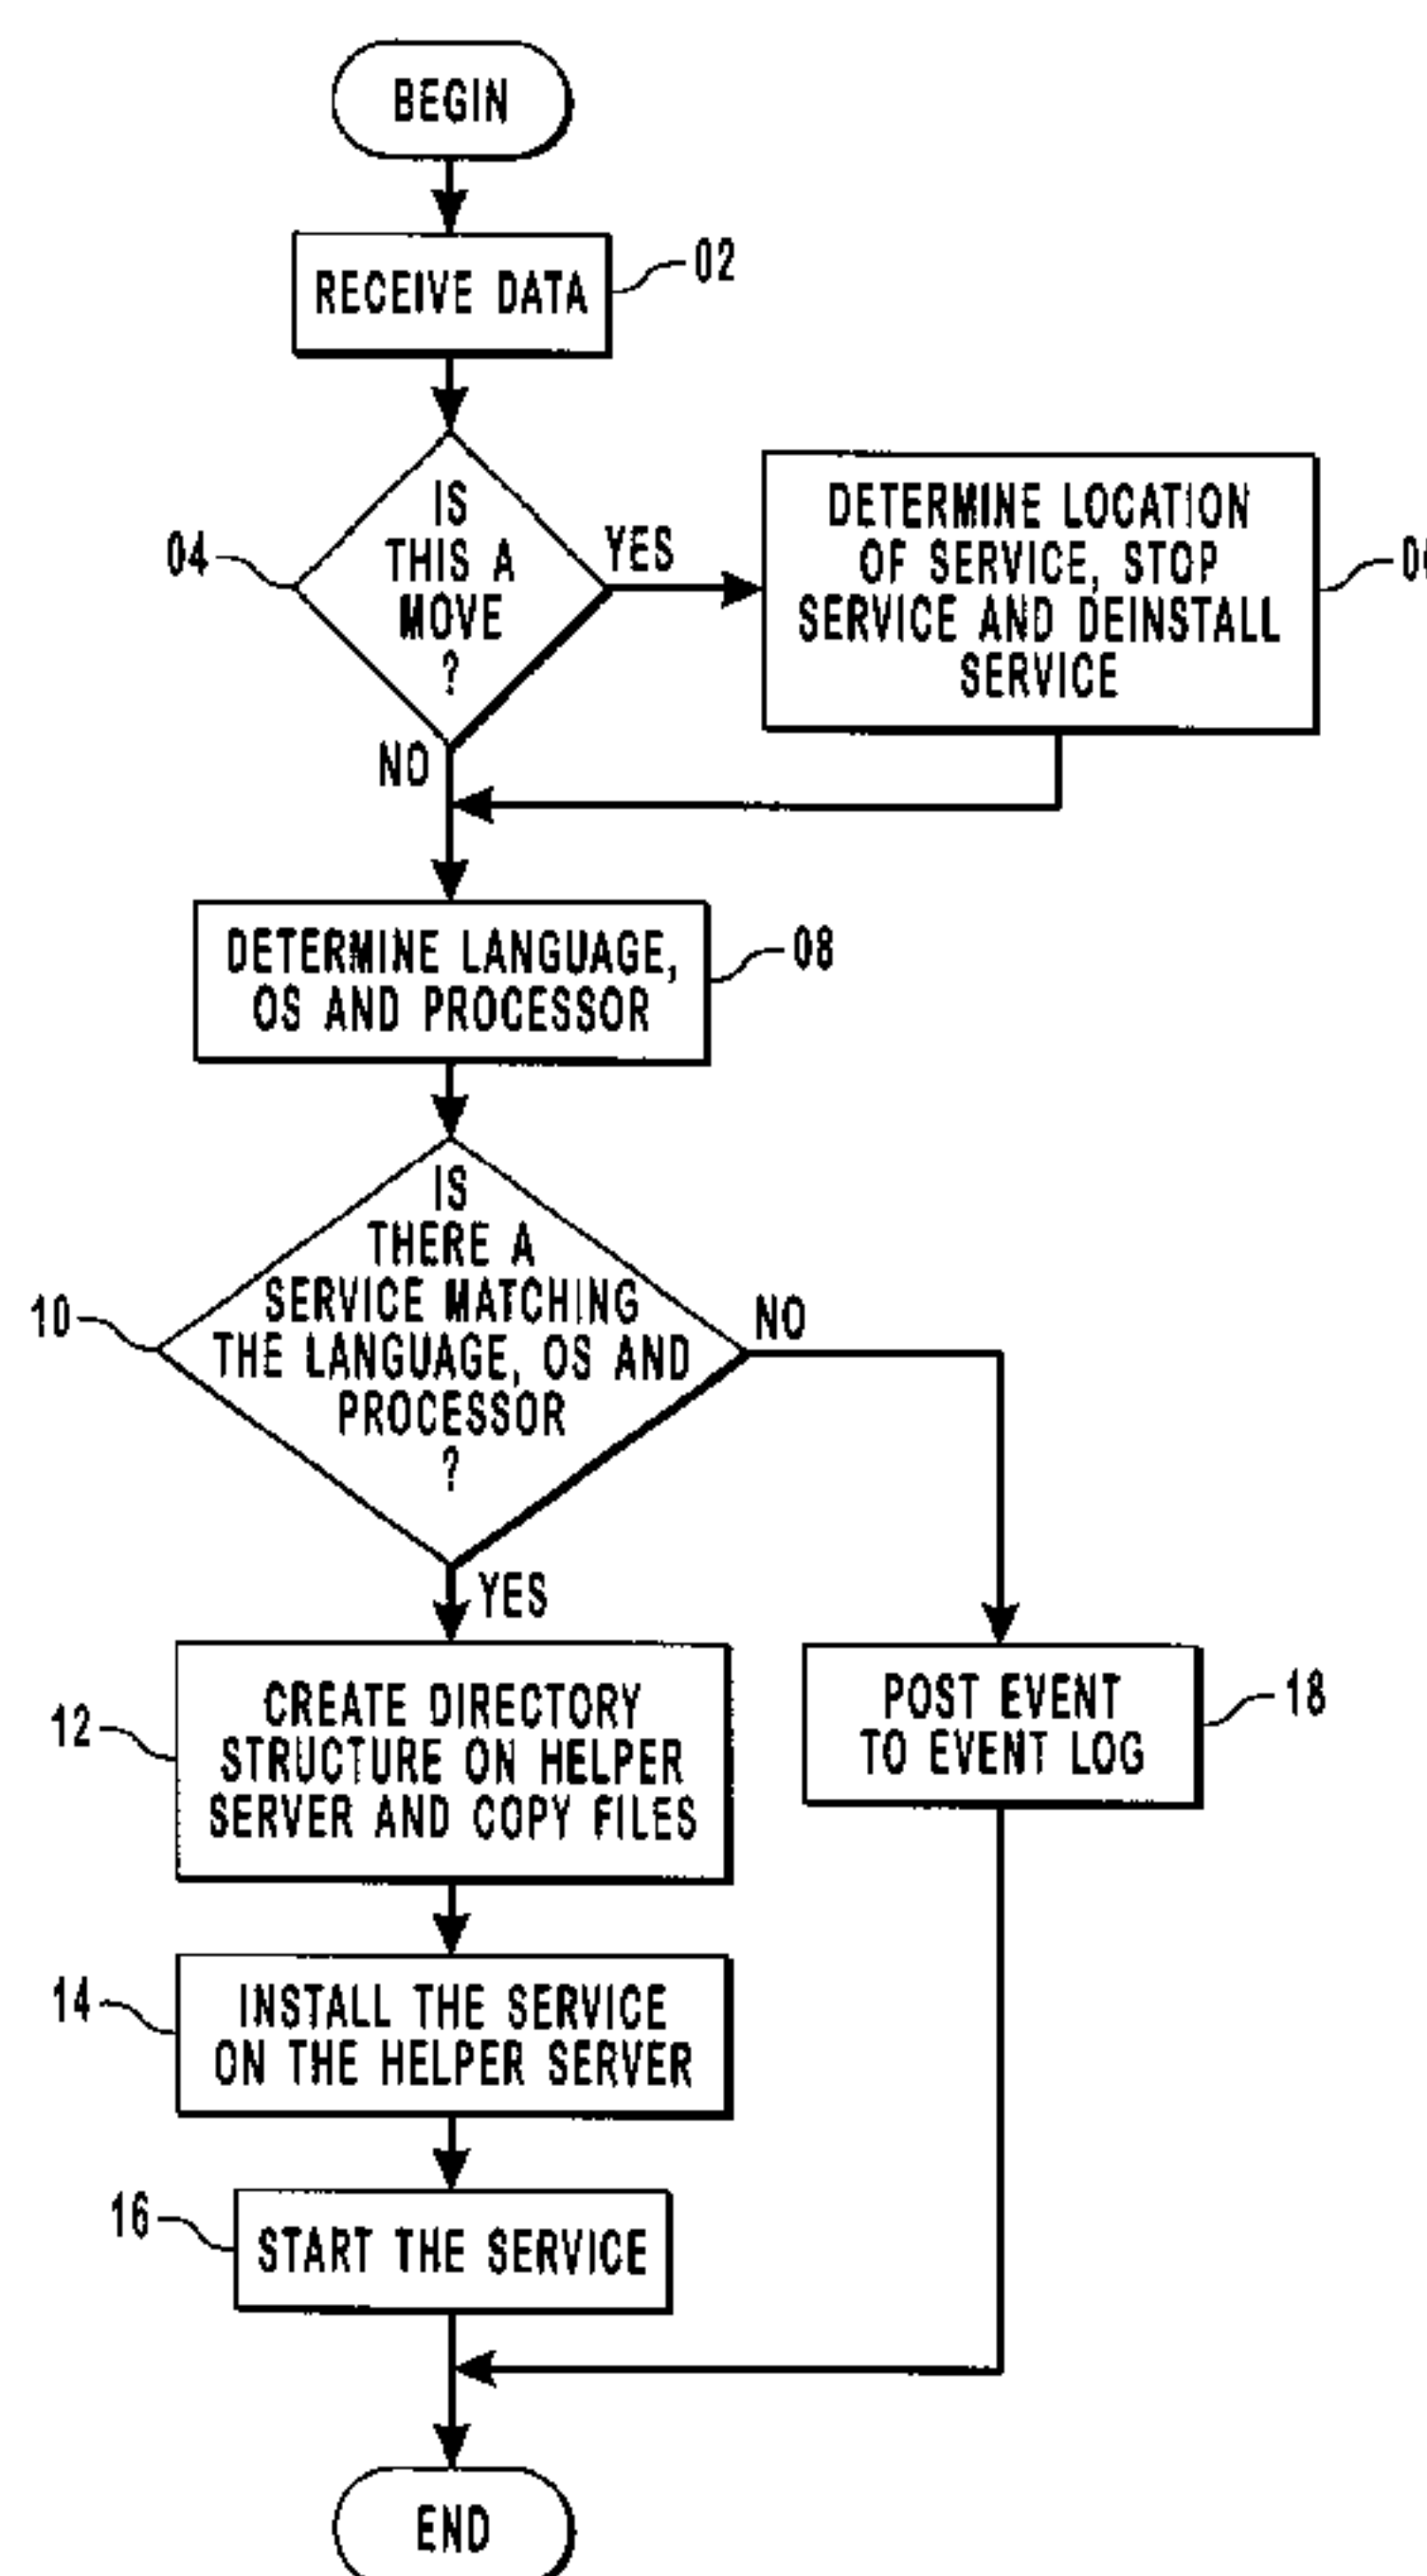 BEGIN
RECEIVE DATA
02
IS
THIS A
MOVE
?
04
YES
DETERMINE LOCATION
OF SERVICE, STOP
SERVICE AND DEINSTALL
SERVICE
NO
DETERMINE LANGUAGE,
OS AND PROCESSOR
08
IS
THERE A
SERVICE MATCHING
THE LANGUAGE, OS AND
PROCESSOR
?
10
NO
YES
CREATE DIRECTORY
STRUCTURE ON HELPER
SERVER AND COPY FILES
12
POST EVENT
TO EVENT LOG
18
INSTALL THE SERVICE
ON THE HELPER SERVER
14
START THE SERVICE
16
END